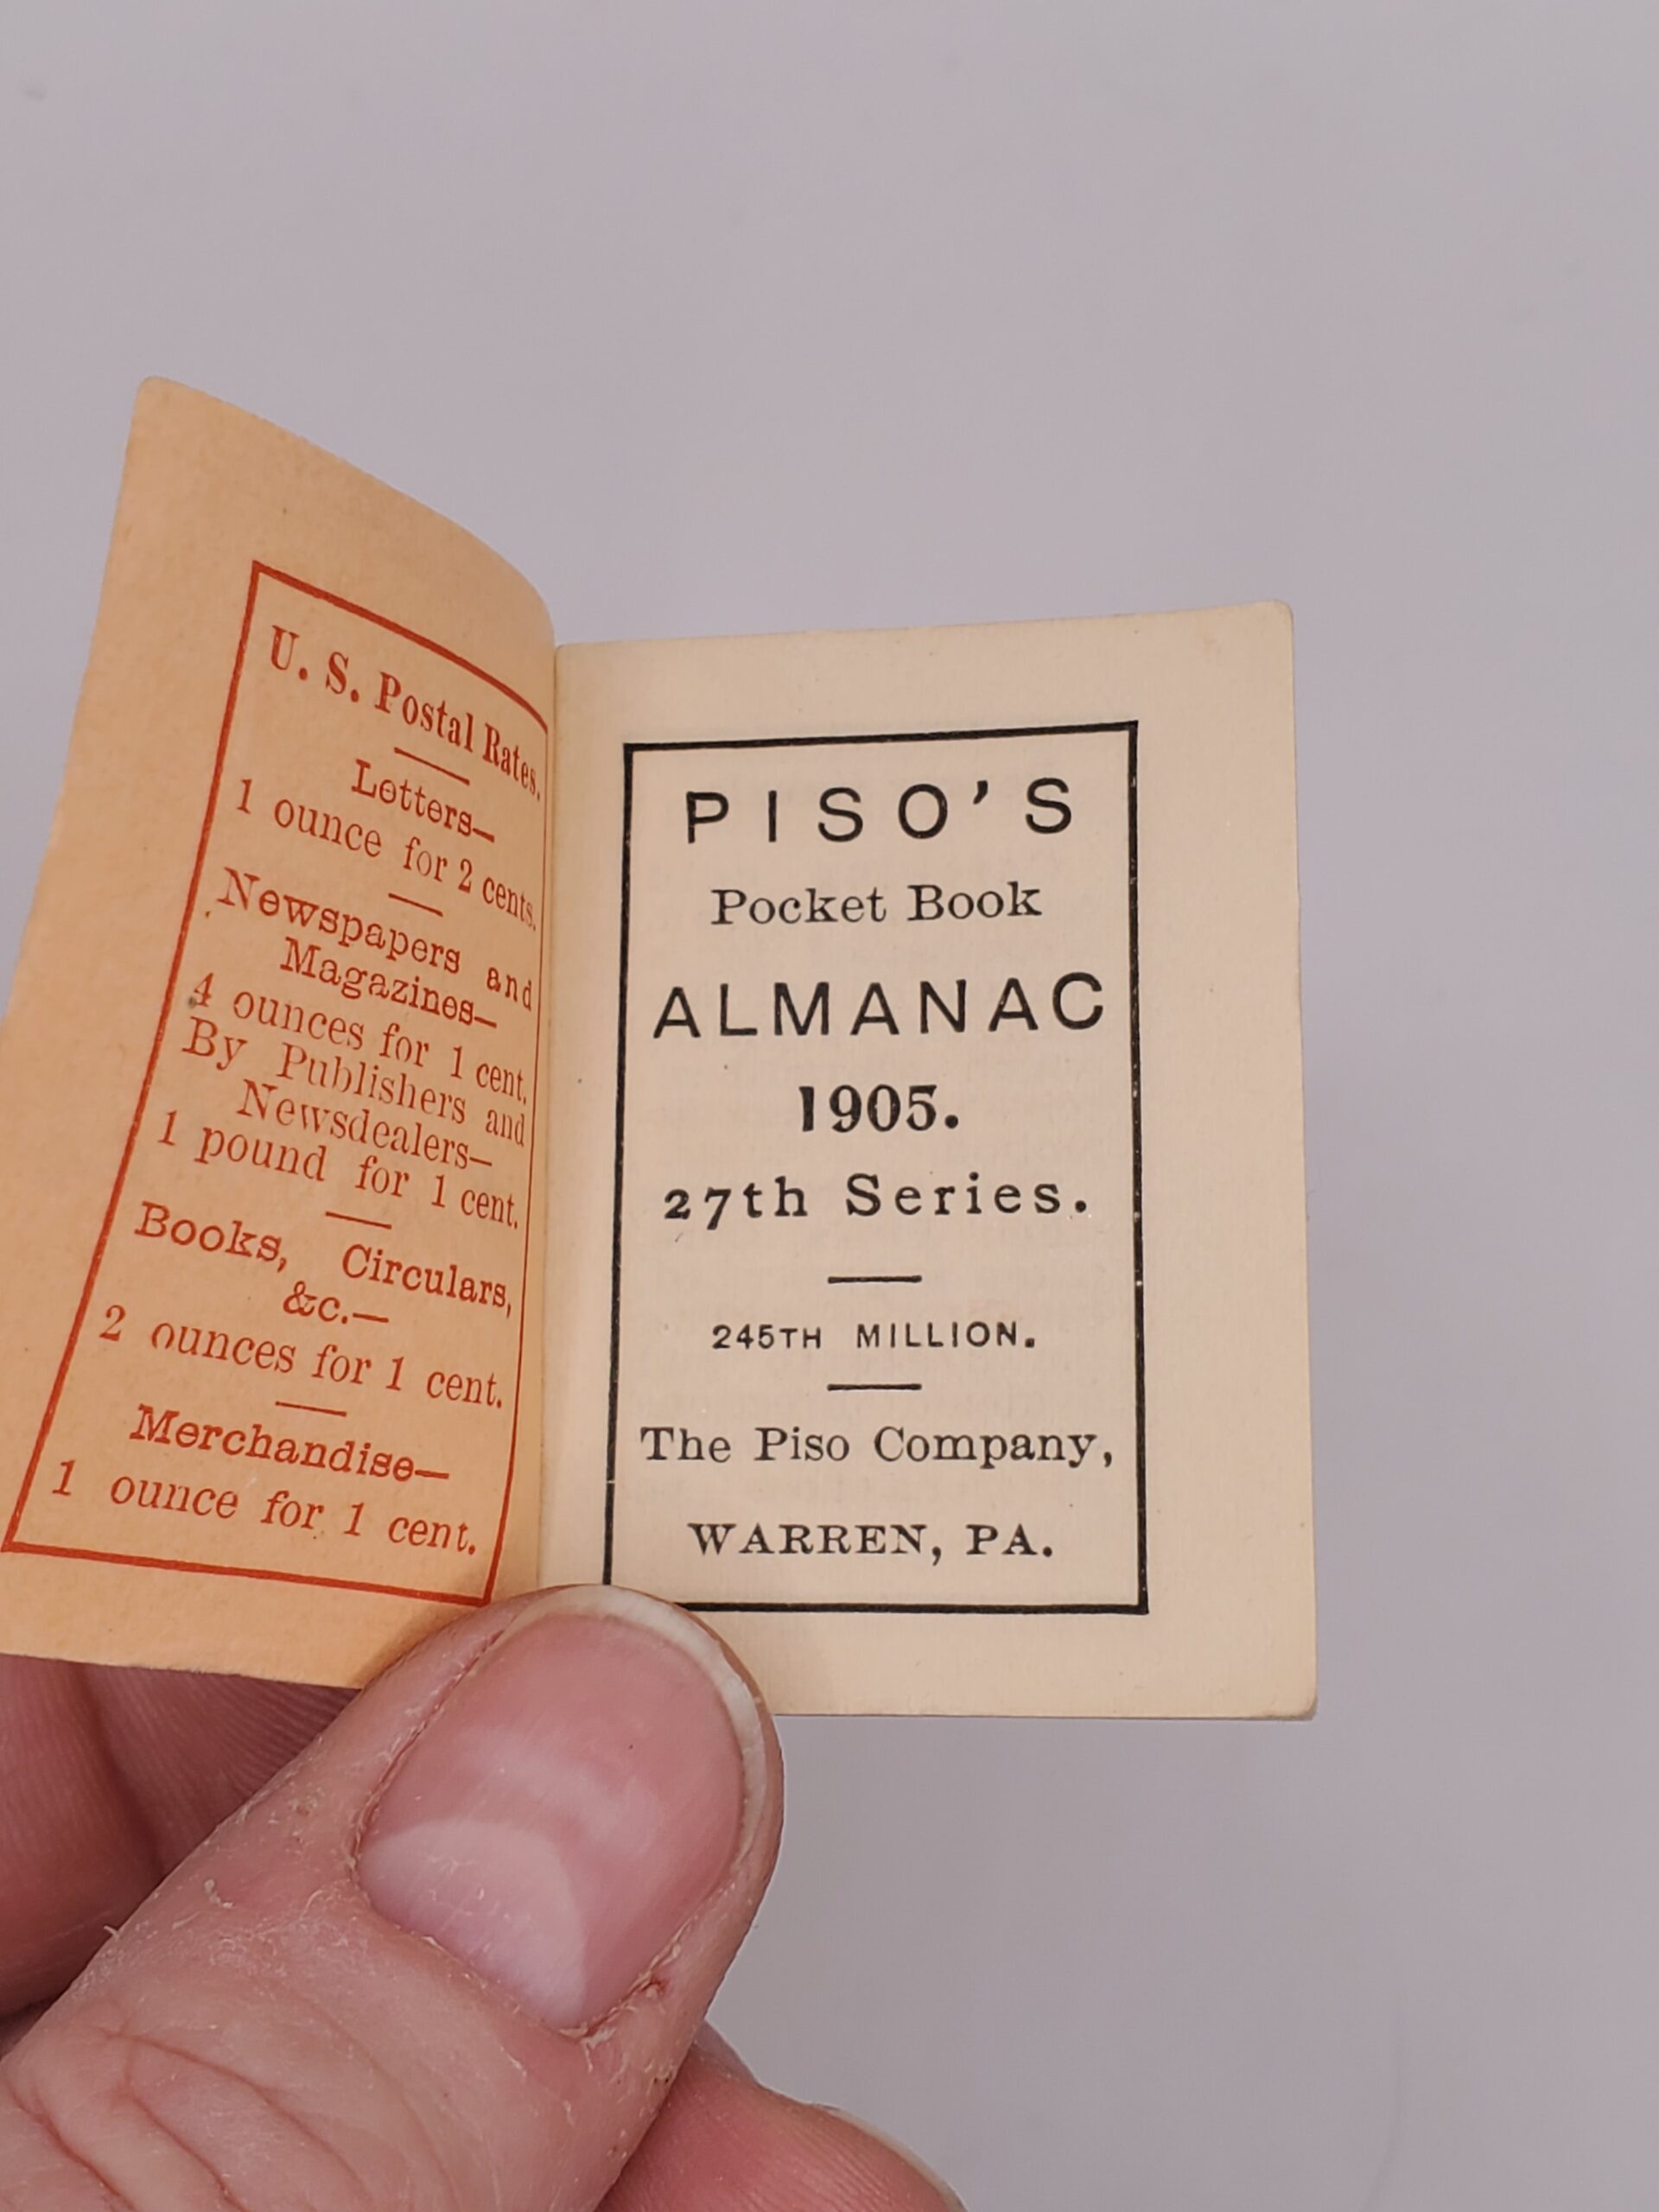 U. S. Postal Rates.
Letters—
1 ounce for 2 cents.
Newspapers and
Magazines—
4 ounces for 1 cent.
By Publishers and
Newsdealers—
1 pound for 1 cent.
Books, Circulars,
&c.—
2 ounces for 1 cent.
Merchandise—
1 ounce for 1 cent.
PISO'S
Pocket Book
ALMANAC
1905.
27th Series.
245TH MILLION.
The Piso Company,
WARREN, PA.